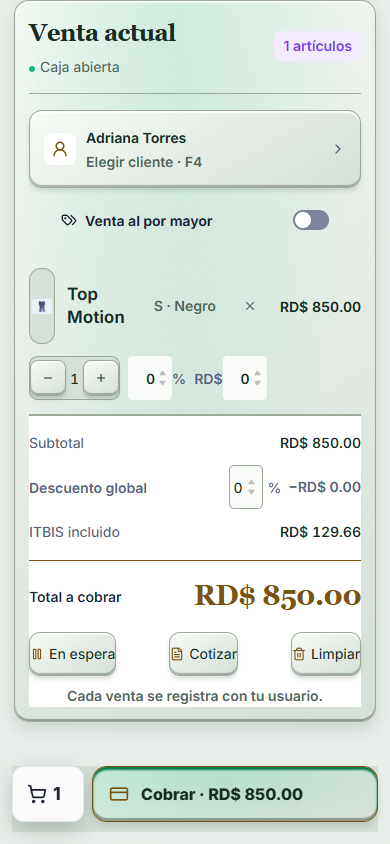 Venta actual
1 artículos
Caja abierta
Adriana Torres
Elegir cliente · F4
Venta al por mayor
Top Motion
S · Negro
×
RD$ 850.00
− 1 +
0 % RD$ 0
Subtotal RD$ 850.00
Descuento global 0 % −RD$ 0.00
ITBIS incluido RD$ 129.66
Total a cobrar RD$ 850.00
En espera
Cotizar
Limpiar
Cada venta se registra con tu usuario.
1
Cobrar · RD$ 850.00